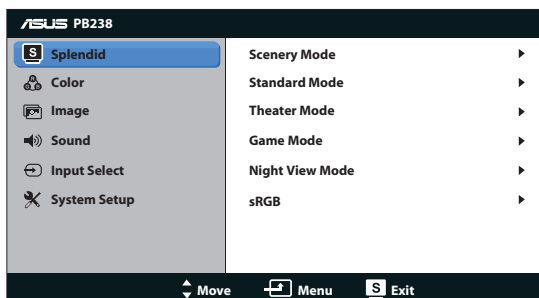 ASUS PB238
S Splendid
Color
Image
Sound
Input Select
System Setup
Scenery Mode
Standard Mode
Theater Mode
Game Mode
Night View Mode
sRGB
Move Menu S Exit